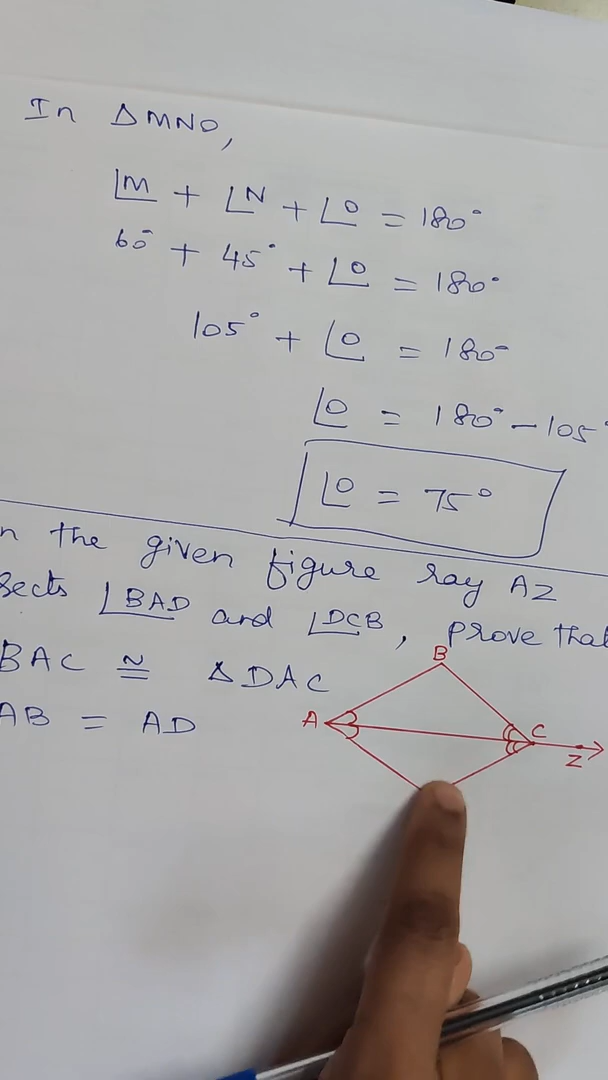 In ΔMNO,
∠M + ∠N + ∠O = 180°
60° + 45° + ∠O = 180°
105° + ∠O = 180°
∠O = 180° - 105°
∠O = 75°
n the given figure ray AZ
sects ∠BAD and ∠DCB, prove that
BAC ≅ ΔDAC
AB = AD
B
A
C
Z